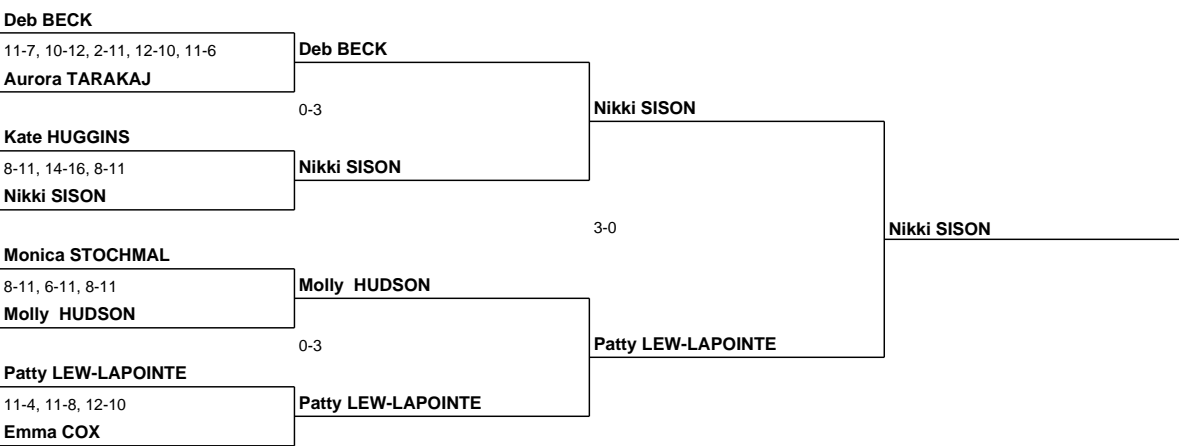 Deb BECK
11-7, 10-12, 2-11, 12-10, 11-6
Aurora TARAKAJ
Kate HUGGINS
8-11, 14-16, 8-11
Nikki SISON
Monica STOCHMAL
8-11, 6-11, 8-11
Molly HUDSON
Patty LEW-LAPOINTE
11-4, 11-8, 12-10
Emma COX
Deb BECK
0-3
Nikki SISON
Molly HUDSON
0-3
Patty LEW-LAPOINTE
Nikki SISON
3-0
Patty LEW-LAPOINTE
Nikki SISON